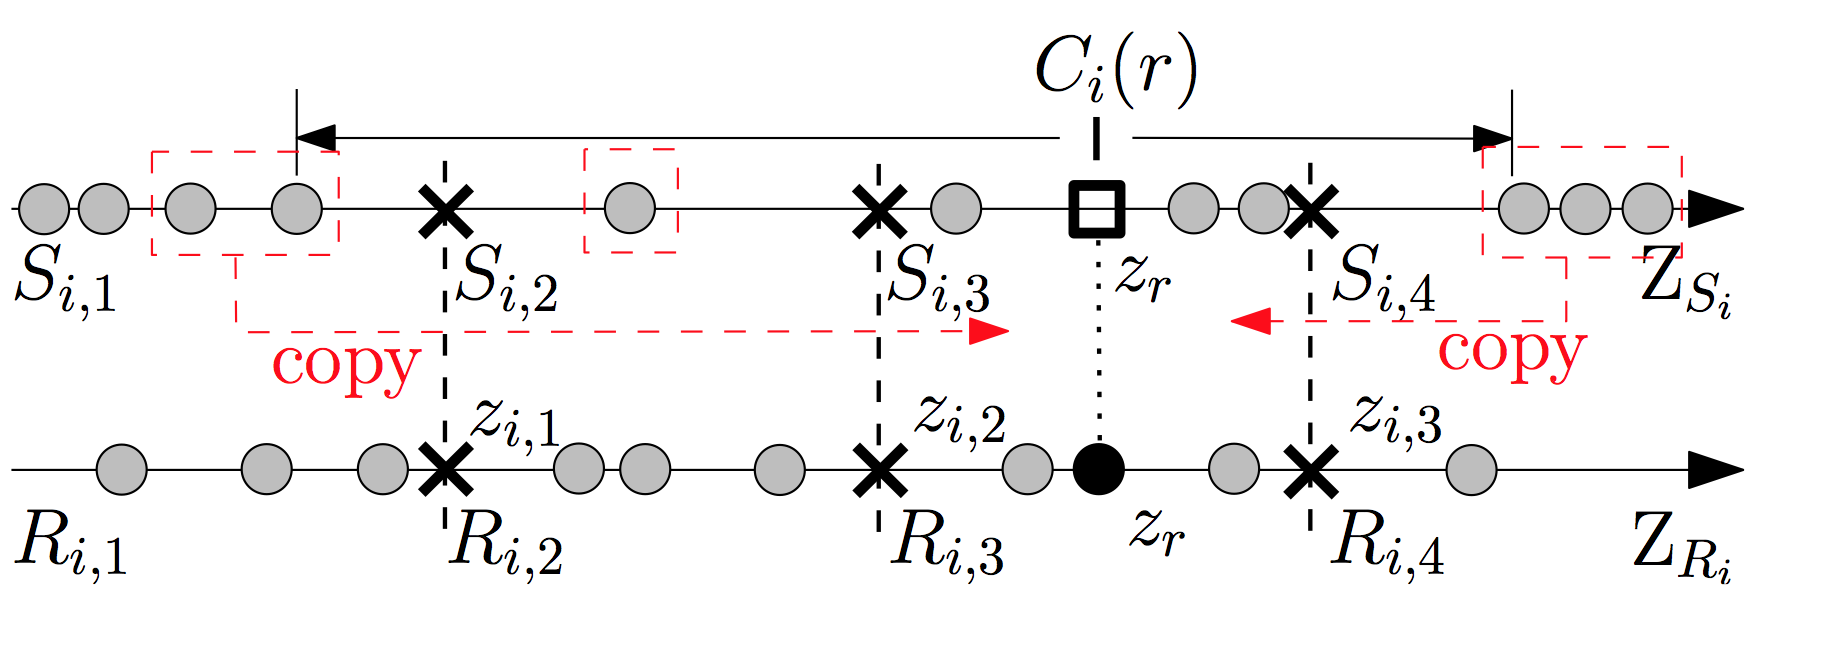 C_i(r)
S_{i,1} S_{i,2} S_{i,3} z_r S_{i,4} Z_{S_i}
copy copy
z_{i,1} z_{i,2} z_{i,3}
R_{i,1} R_{i,2} R_{i,3} z_r R_{i,4} Z_{R_i}